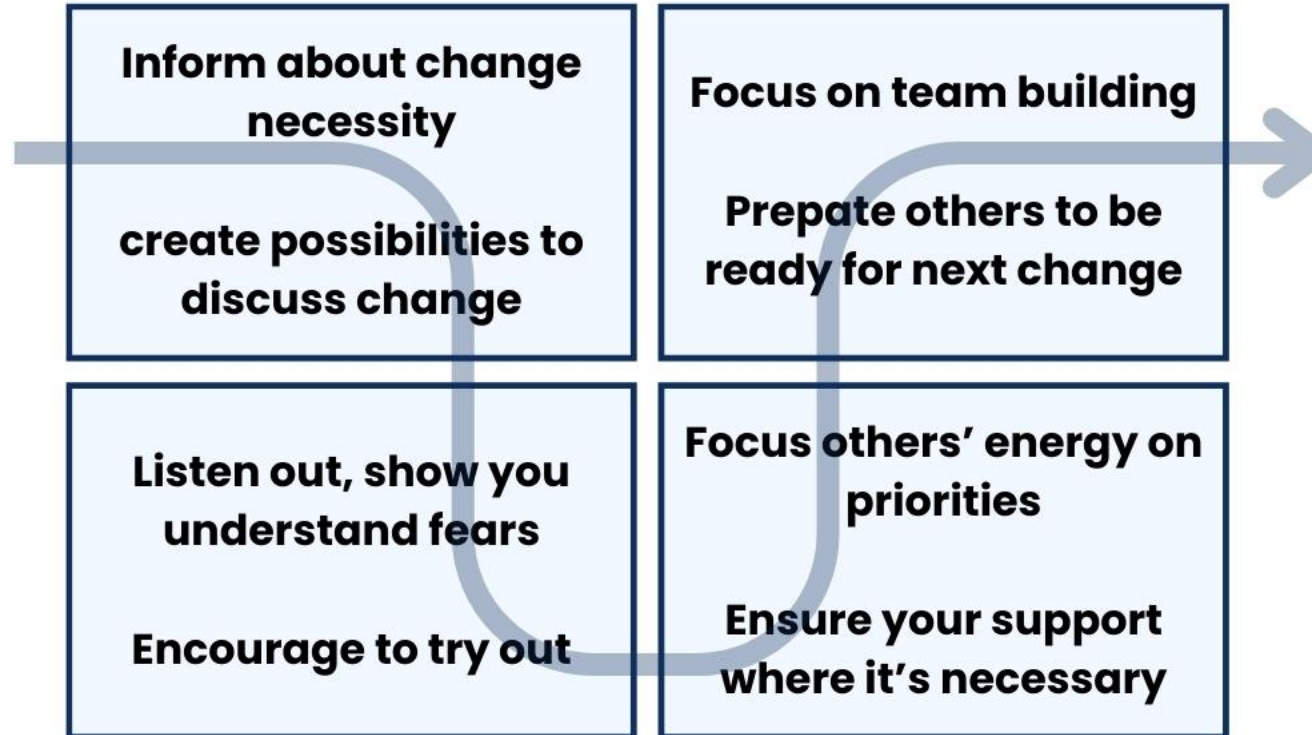 Inform about change
necessity
create possibilities to
discuss change
Focus on team building
Prepate others to be
ready for next change
Listen out, show you
understand fears
Encourage to try out
Focus others’ energy on
priorities
Ensure your support
where it’s necessary